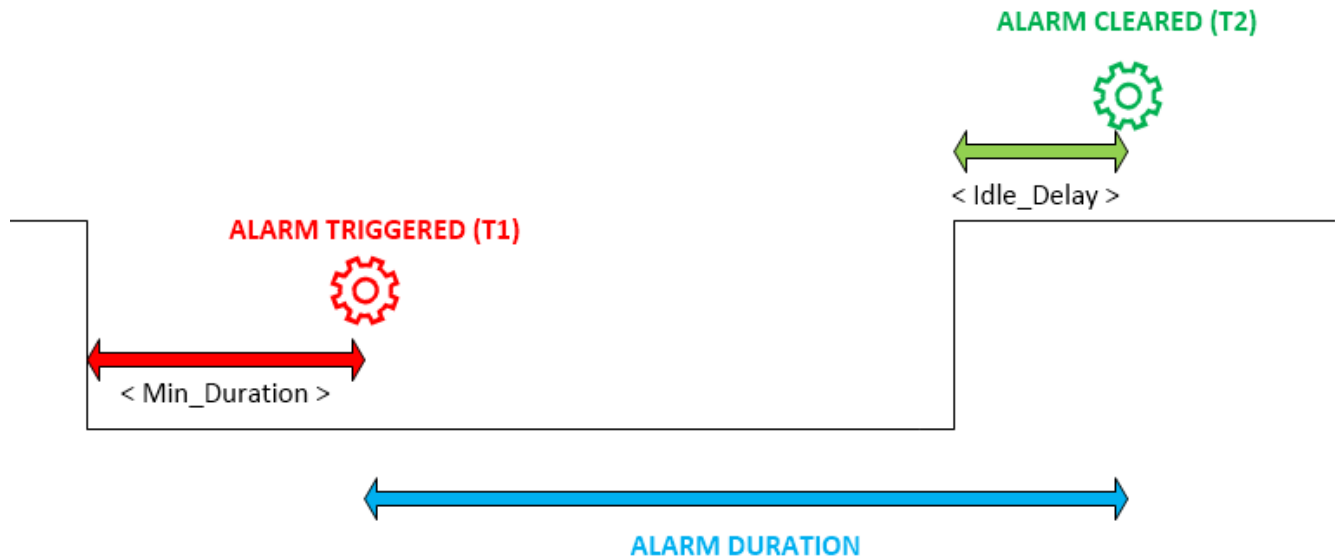 ALARM CLEARED (T2)
< Idle_Delay >
ALARM TRIGGERED (T1)
< Min_Duration >
ALARM DURATION